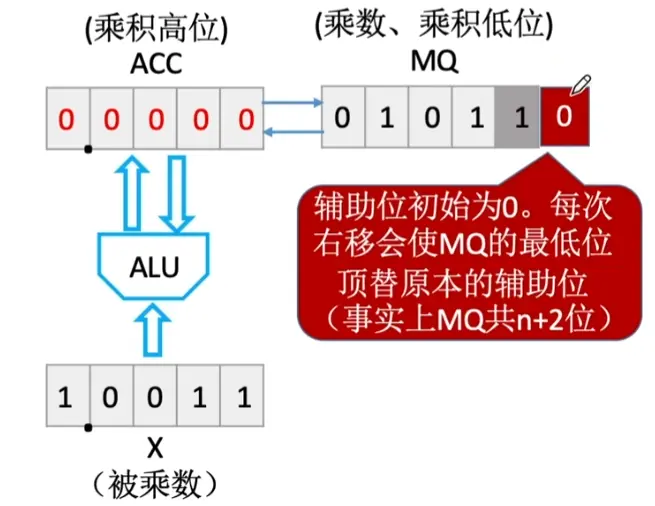 (乘积高位)
ACC
(乘数、乘积低位)
MQ
0 0 0 0 0
0 1 0 1 1 0
辅助位初始为0。每次
右移会使MQ的最低位
顶替原本的辅助位
（事实上MQ共n+2位）
ALU
1 0 0 1 1
X
（被乘数）